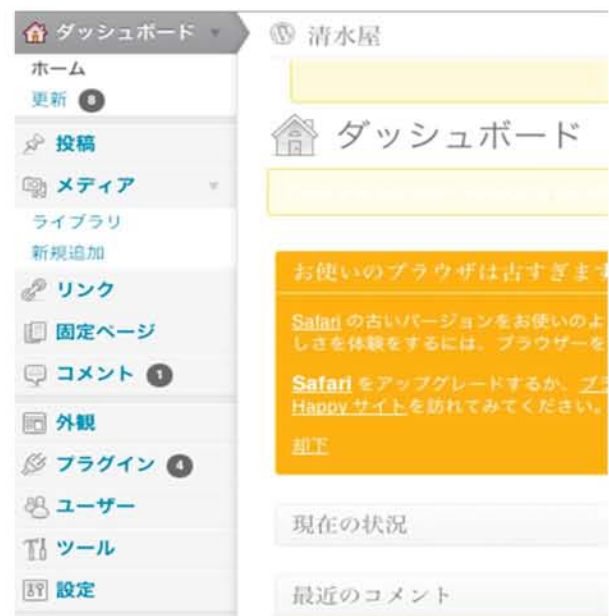 ダッシュボード
ホーム
更新 8
投稿
メディア
ライブラリ
新規追加
リンク
固定ページ
コメント 1
外観
プラグイン 4
ユーザー
ツール
設定
清水屋
ダッシュボード
お使いのブラウザは古すぎます
Safari の古いバージョンをお使いのよ
しさを体験をするには、ブラウザーを
Safari をアップグレードするか、ブラ
Happy サイトを訪れてみてください。
却下
現在の状況
最近のコメント